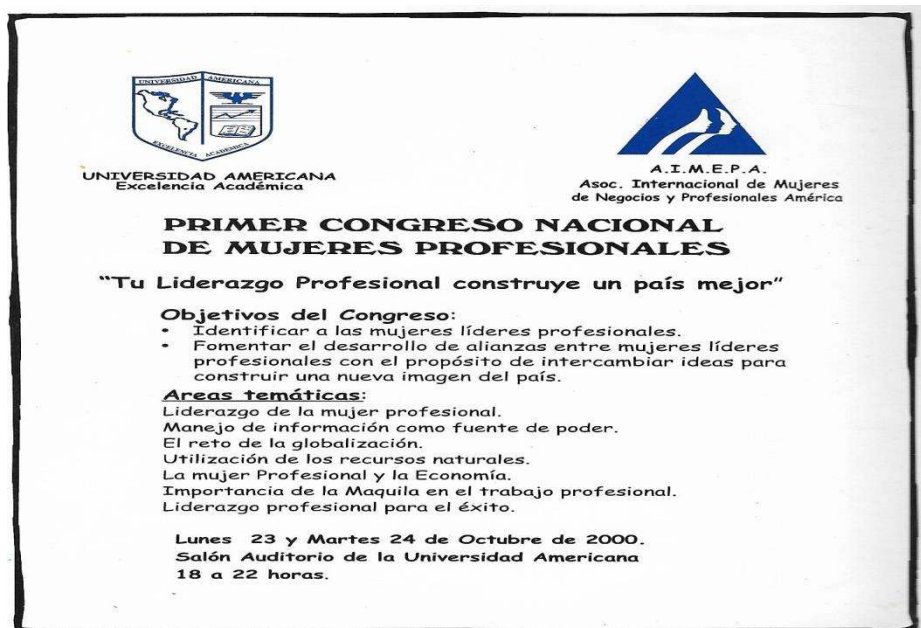 UNIVERSIDAD AMERICANA
EXCELENCIA ACADEMICA
UNIVERSIDAD AMERICANA
Excelencia Académica
A.I.M.E.P.A.
Asoc. Internacional de Mujeres
de Negocios y Profesionales América
PRIMER CONGRESO NACIONAL
DE MUJERES PROFESIONALES
"Tu Liderazgo Profesional construye un país mejor"
Objetivos del Congreso:
• Identificar a las mujeres líderes profesionales.
• Fomentar el desarrollo de alianzas entre mujeres líderes
profesionales con el propósito de intercambiar ideas para
construir una nueva imagen del país.
Areas temáticas:
Liderazgo de la mujer profesional.
Manejo de información como fuente de poder.
El reto de la globalización.
Utilización de los recursos naturales.
La mujer Profesional y la Economía.
Importancia de la Maquila en el trabajo profesional.
Liderazgo profesional para el éxito.
Lunes 23 y Martes 24 de Octubre de 2000.
Salón Auditorio de la Universidad Americana
18 a 22 horas.